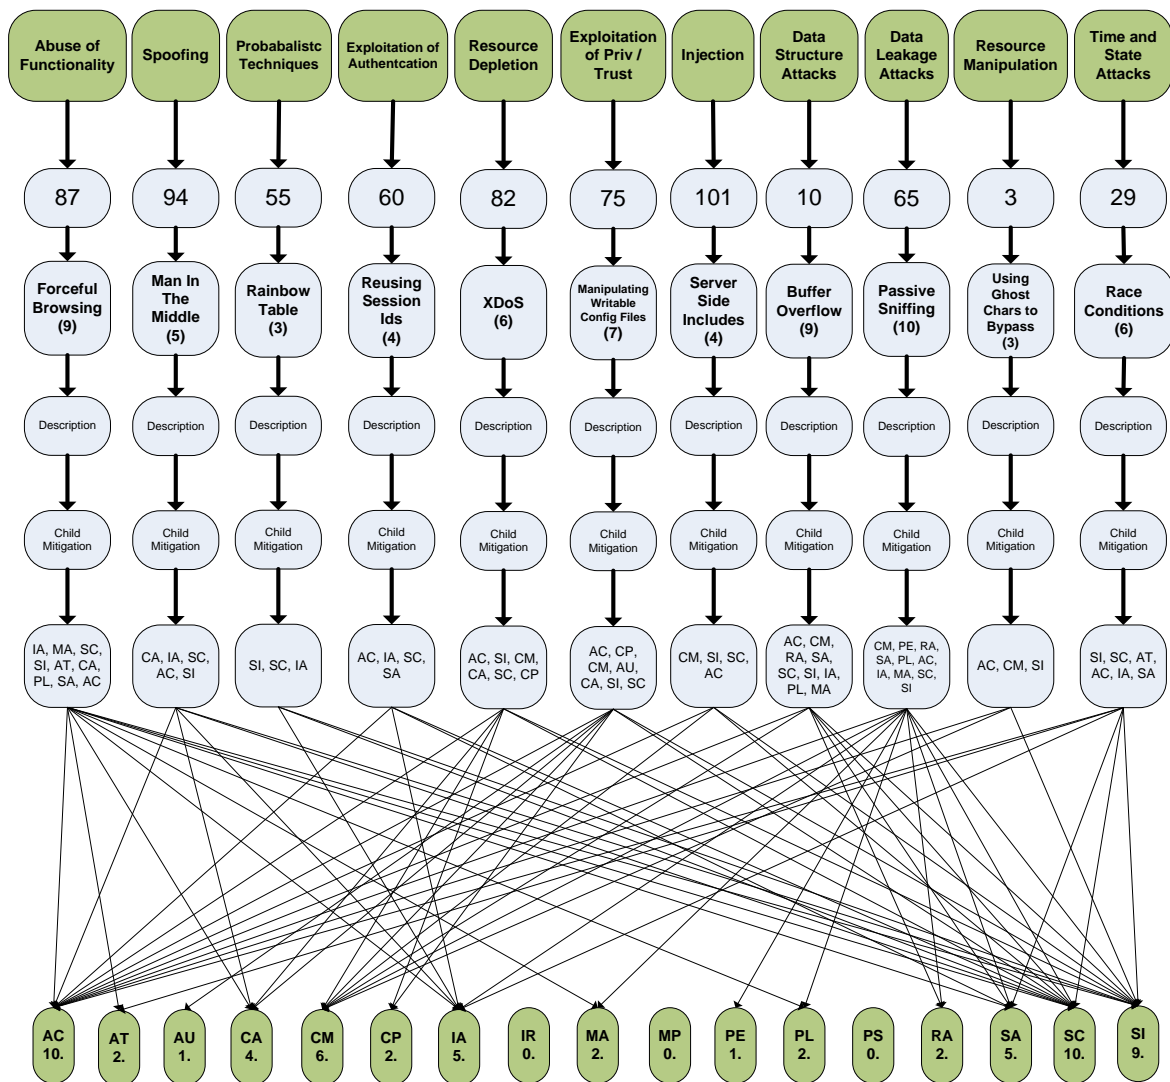 Abuse of
Functionality
Spoofing
Probabalistc
Techniques
Exploitation of
Authentcation
Resource
Depletion
Exploitation
of Priv /
Trust
Injection
Data
Structure
Attacks
Data
Leakage
Attacks
Resource
Manipulation
Time and
State
Attacks
87
94
55
60
82
75
101
10
65
3
29
Forceful
Browsing
(9)
Man In
The
Middle
(5)
Rainbow
Table
(3)
Reusing
Session
Ids
(4)
XDoS
(6)
Manipulating
Writable
Config Files
(7)
Server
Side
Includes
(4)
Buffer
Overflow
(9)
Passive
Sniffing
(10)
Using
Ghost
Chars to
Bypass
(3)
Race
Conditions
(6)
Description
Description
Description
Description
Description
Description
Description
Description
Description
Description
Description
Child
Mitigation
Child
Mitigation
Child
Mitigation
Child
Mitigation
Child
Mitigation
Child
Mitigation
Child
Mitigation
Child
Mitigation
Child
Mitigation
Child
Mitigation
Child
Mitigation
IA, MA, SC,
SI, AT, CA,
PL, SA, AC
CA, IA, SC,
AC, SI
SI, SC, IA
AC, IA, SC,
SA
AC, SI, CM,
CA, SC, CP
AC, CP,
CM, AU,
CA, SI, SC
CM, SI, SC,
AC
AC, CM,
RA, SA,
SC, SI, IA,
PL, MA
CM, PE, RA,
SA, PL, AC,
IA, MA, SC,
SI
AC, CM, SI
SI, SC, AT,
AC, IA, SA
AC
10.
AT
2.
AU
1.
CA
4.
CM
6.
CP
2.
IA
5.
IR
0.
MA
2.
MP
0.
PE
1.
PL
2.
PS
0.
RA
2.
SA
5.
SC
10.
SI
9.